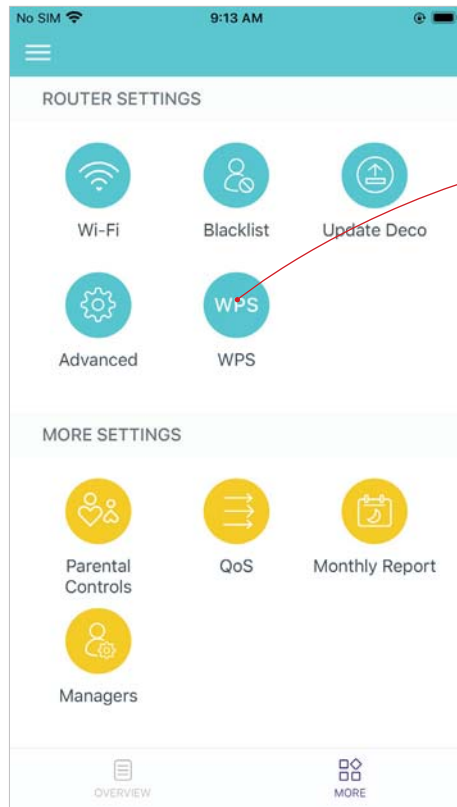 No SIM 9:13 AM
ROUTER SETTINGS
Wi-Fi Blacklist Update Deco
WPS
Advanced WPS
MORE SETTINGS
Parental Controls QoS Monthly Report
Managers
OVERVIEW MORE